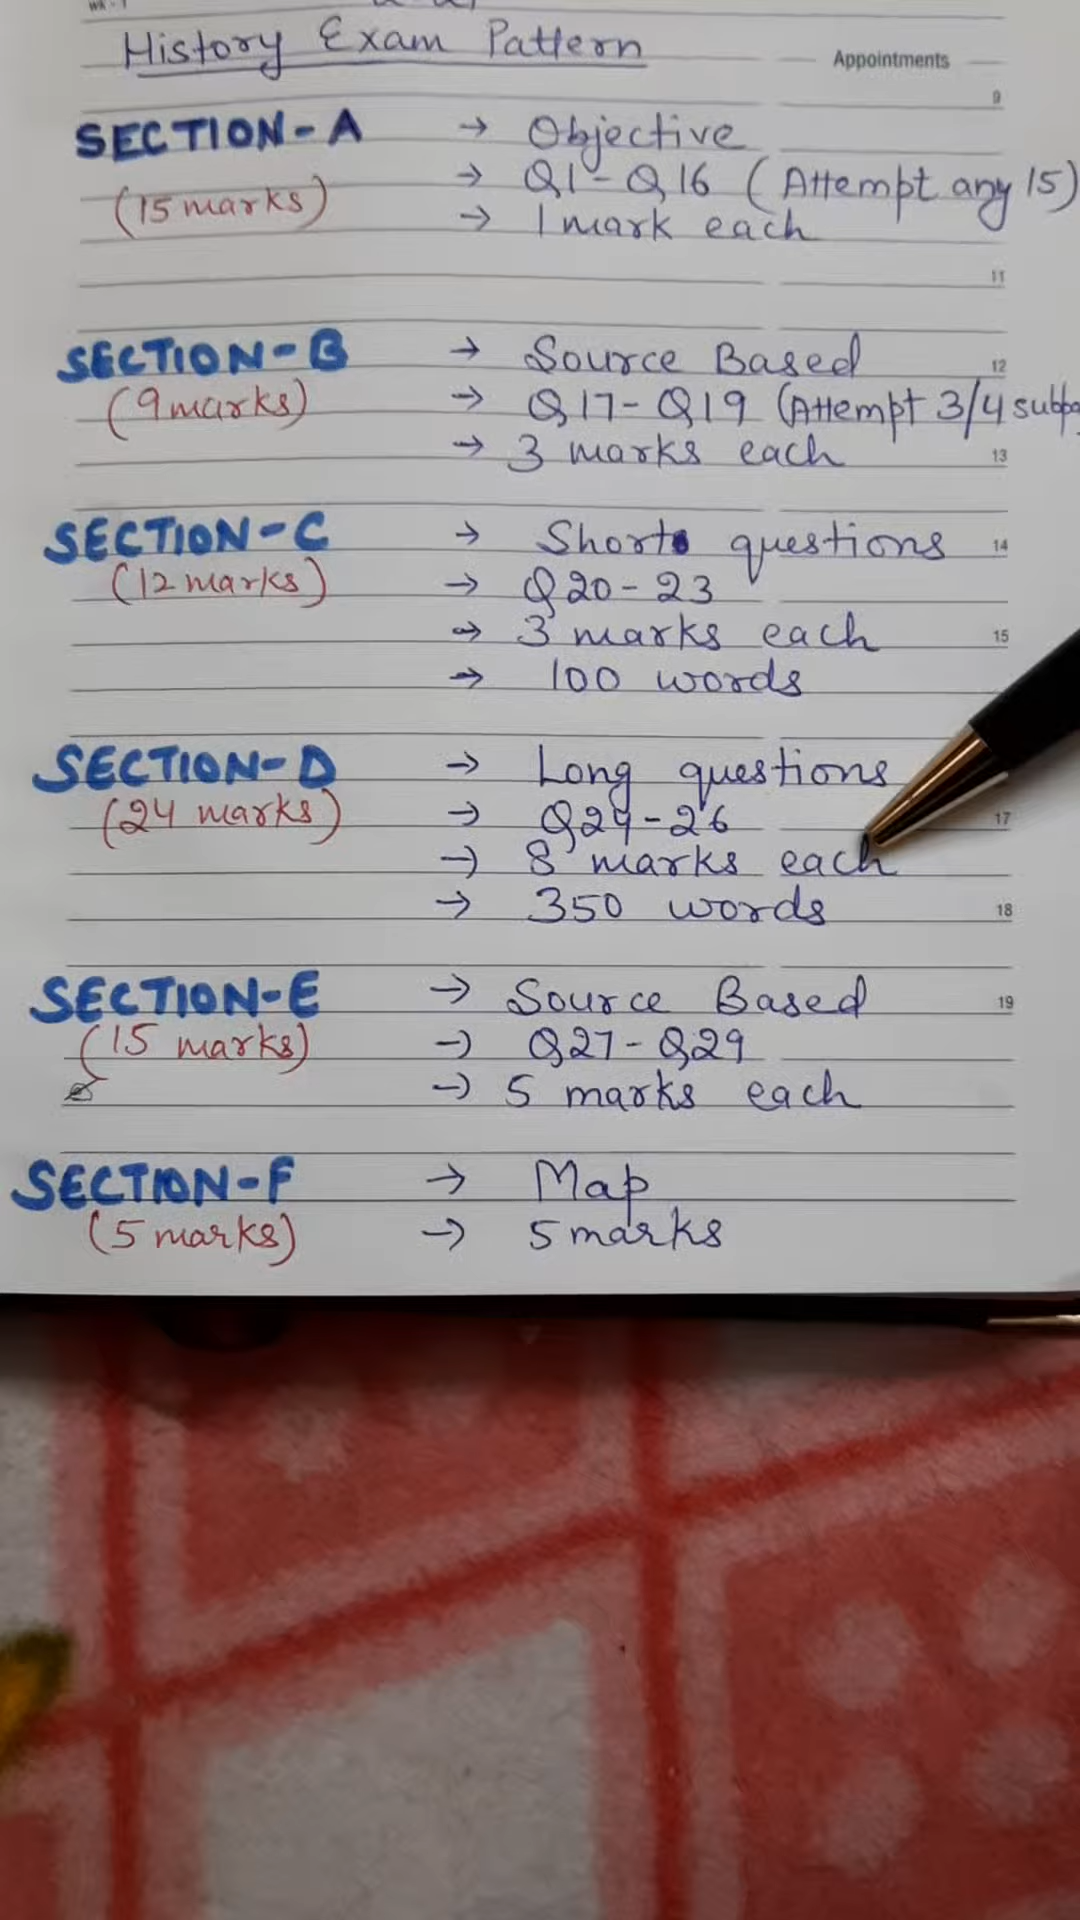 History Exam Pattern
Appointments
9
SECTION-A → Objective
(15 marks) → Q1-Q16 (Attempt any 15)
→ 1 mark each
11
SECTION-B → Source Based
12
(9 marks) → Q17-Q19 (Attempt 3/4
→ 3 marks each
13
SECTION-C → Short questions
14
(12 marks) → Q20-23
→ 3 marks each
15
→ 100 words
SECTION-D → Long questions
(24 marks) → Q24-26
17
→ 8 marks each
→ 350 words
18
SECTION-E → Source Based
19
(15 marks) → Q27-Q29
→ 5 marks each
SECTION-F → Map
(5 marks) → 5 marks